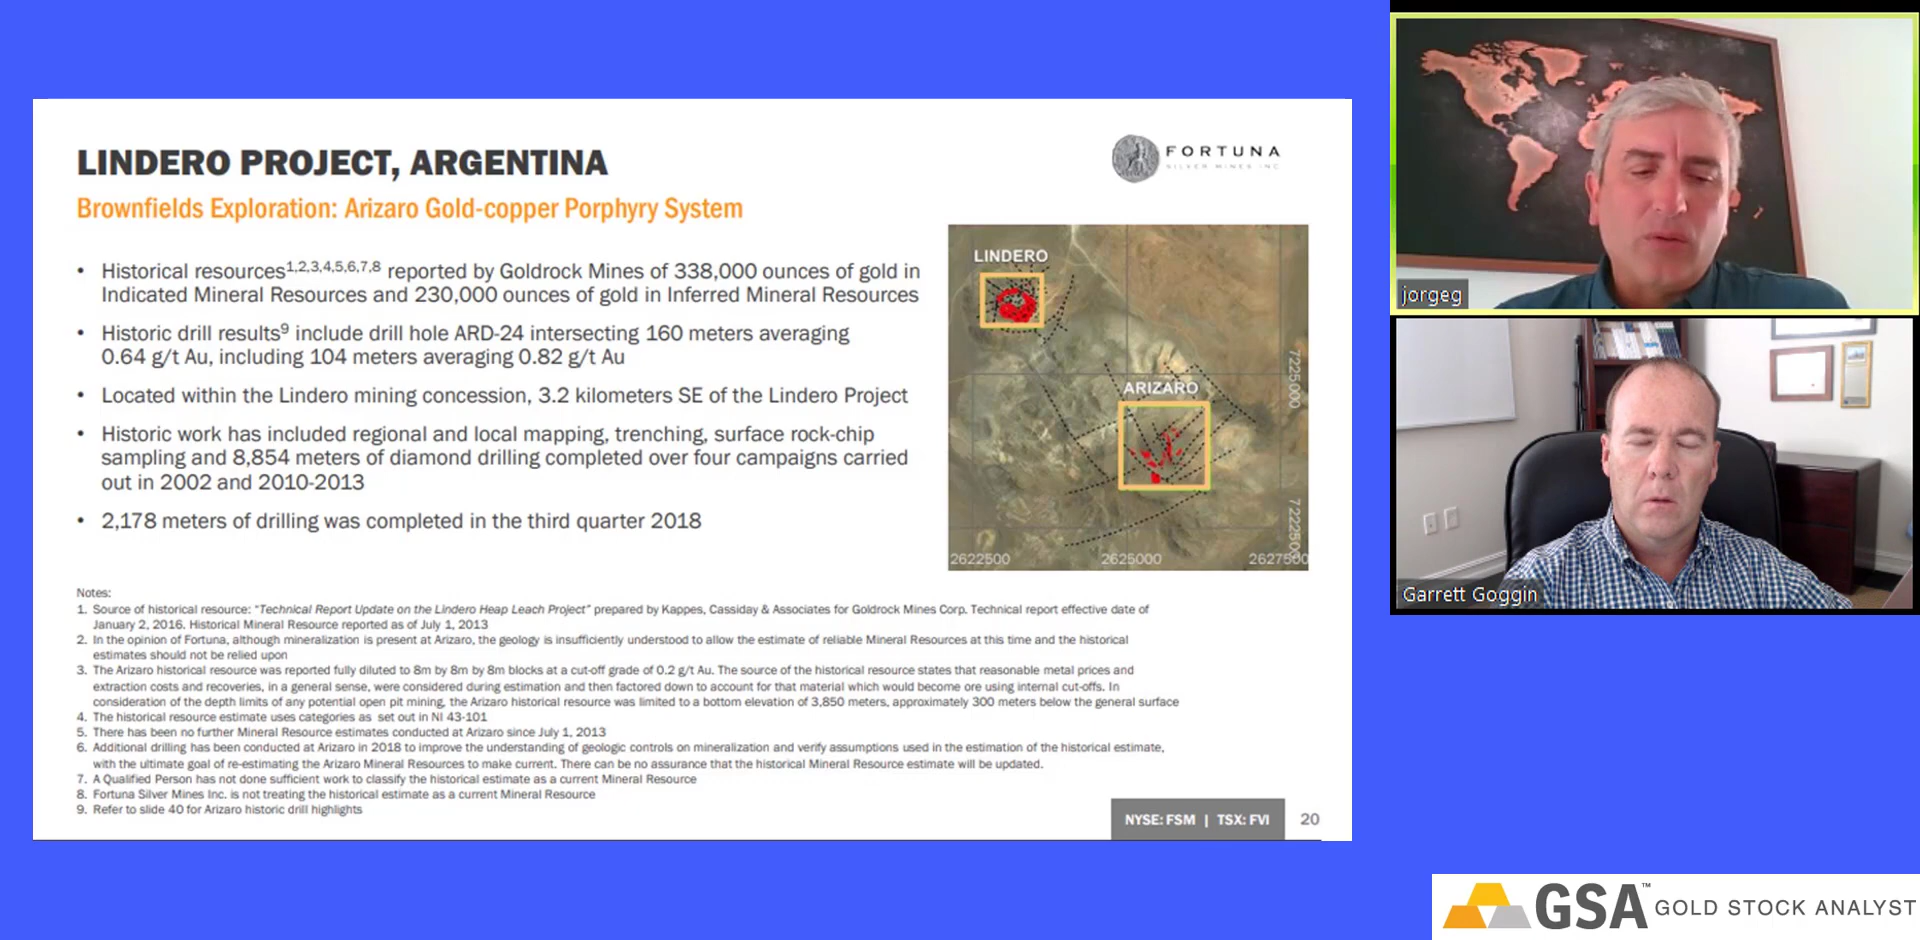 LINDERO PROJECT, ARGENTINA
FORTUNA
SILVER MINES INC
Brownfields Exploration: Arizaro Gold-copper Porphyry System
• Historical resources1,2,3,4,5,6,7,8 reported by Goldrock Mines of 338,000 ounces of gold in
Indicated Mineral Resources and 230,000 ounces of gold in Inferred Mineral Resources
• Historic drill results9 include drill hole ARD-24 intersecting 160 meters averaging
0.64 g/t Au, including 104 meters averaging 0.82 g/t Au
• Located within the Lindero mining concession, 3.2 kilometers SE of the Lindero Project
• Historic work has included regional and local mapping, trenching, surface rock-chip
sampling and 8,854 meters of diamond drilling completed over four campaigns carried
out in 2002 and 2010-2013
• 2,178 meters of drilling was completed in the third quarter 2018
LINDERO
ARIZARO
7225000
7222500
2622500
2625000
2627500
Notes:
1. Source of historical resource: "Technical Report Update on the Lindero Heap Leach Project" prepared by Kappes, Cassiday & Associates for Goldrock Mines Corp. Technical report effective date of
January 2, 2016. Historical Mineral Resource reported as of July 1, 2013
2. In the opinion of Fortuna, although mineralization is present at Arizaro, the geology is insufficiently understood to allow the estimate of reliable Mineral Resources at this time and the historical
estimates should not be relied upon
3. The Arizaro historical resource was reported fully diluted to 8m by 8m by 8m blocks at a cut-off grade of 0.2 g/t Au. The source of the historical resource states that reasonable metal prices and
extraction costs and recoveries, in a general sense, were considered during estimation and then factored down to account for that material which would become ore using internal cut-offs. In
consideration of the depth limits of any potential open pit mining, the Arizaro historical resource was limited to a bottom elevation of 3,850 meters, approximately 300 meters below the general surface
4. The historical resource estimate uses categories as set out in NI 43-101
5. There has been no further Mineral Resource estimates conducted at Arizaro since July 1, 2013
6. Additional drilling has been conducted at Arizaro in 2018 to improve the understanding of geologic controls on mineralization and verify assumptions used in the estimation of the historical estimate,
with the ultimate goal of re-estimating the Arizaro Mineral Resources to make current. There can be no assurance that the historical Mineral Resource estimate will be updated.
7. A Qualified Person has not done sufficient work to classify the historical estimate as a current Mineral Resource
8. Fortuna Silver Mines Inc. is not treating the historical estimate as a current Mineral Resource
9. Refer to slide 40 for Arizaro historic drill highlights
NYSE: FSM | TSX: FVI
20
jorgeg
Garrett Goggin
GSA™ GOLD STOCK ANALYST